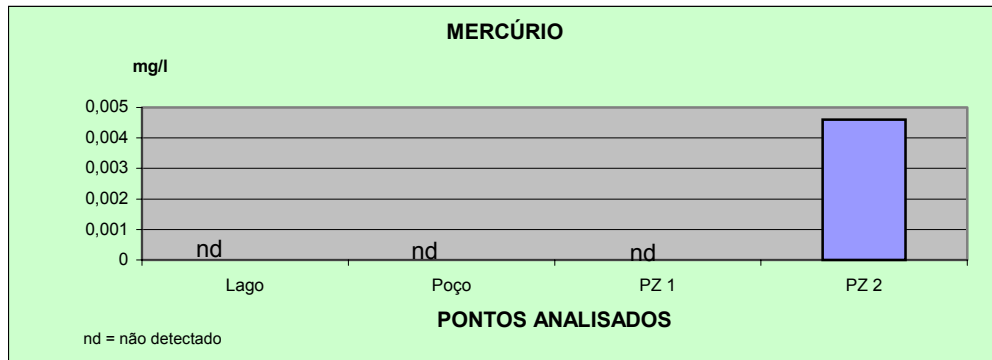 MERCÚRIO
mg/l
0,005
0,004
0,003
0,002
0,001
0
nd
nd
nd
Lago
Poço
PZ 1
PZ 2
PONTOS ANALISADOS
nd = não detectado